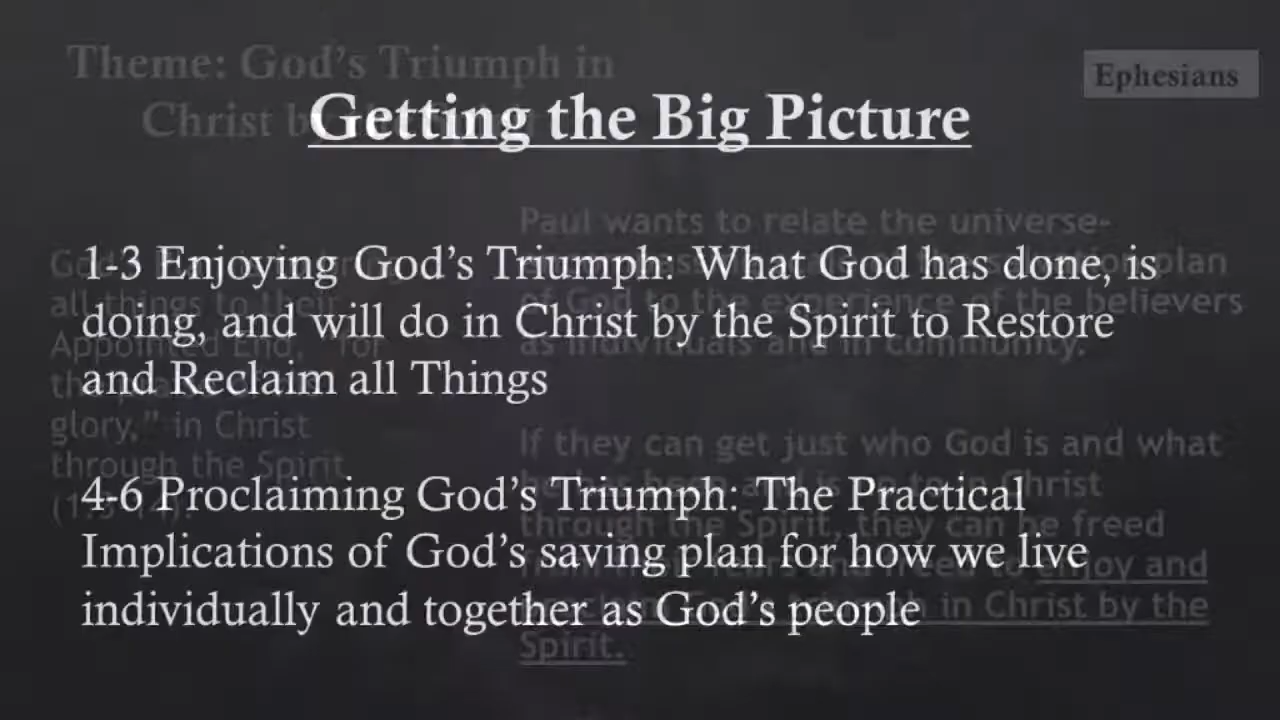 Theme: God's Triumph in
Christ b
Ephesians
Getting the Big Picture
Paul wants to relate the universe-
plan
of God to the experience of the believers
as individuals and in community.
all things to their
Appointed End, "for
glory," in Christ
through the Spirit
1-3 Enjoying God's Triumph: What God has done, is
doing, and will do in Christ by the Spirit to Restore
and Reclaim all Things
If they can get just who God is and what
Christ
through the Spirit, they can be freed
enjoy and
in Christ by the
Spirit.
4-6 Proclaiming God's Triumph: The Practical
Implications of God's saving plan for how we live
individually and together as God's people